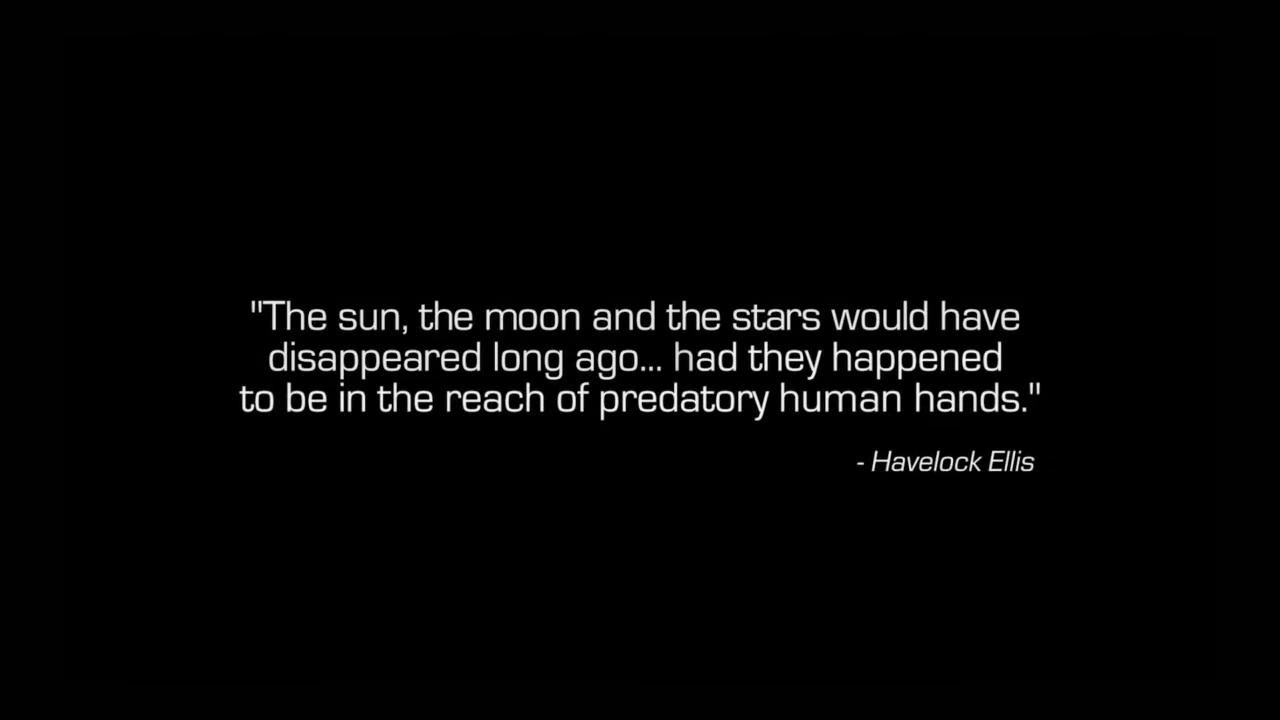 "The sun, the moon and the stars would have
disappeared long ago... had they happened
to be in the reach of predatory human hands."
- Havelock Ellis